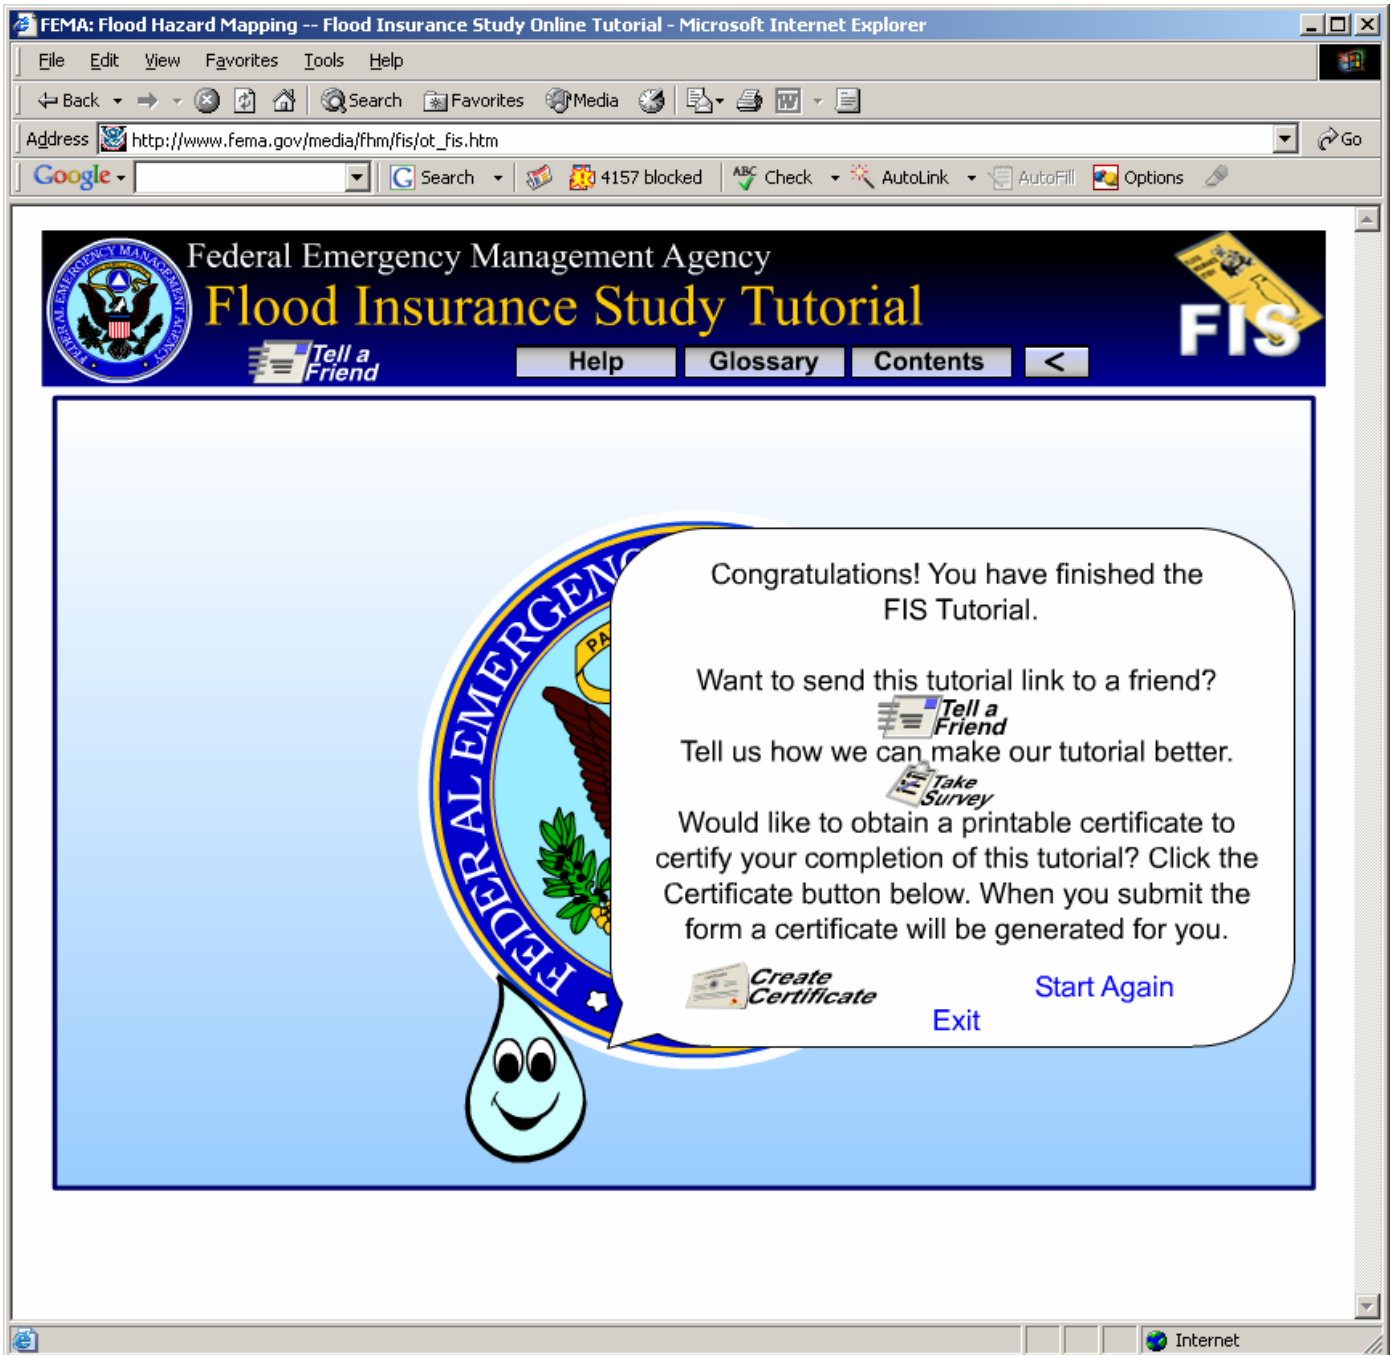 FEMA: Flood Hazard Mapping -- Flood Insurance Study Online Tutorial - Microsoft Internet Explorer
File Edit View Favorites Tools Help
Back Search Favorites Media
Address http://www.fema.gov/media/fhm/fis/ot_fis.htm Go
Google Search 4157 blocked ABC Check AutoLink AutoFill Options
Federal Emergency Management Agency
Flood Insurance Study Tutorial
FIS
Tell a
Friend
Help Glossary Contents <
FEDERAL EMERGENC
PA
Congratulations! You have finished the
FIS Tutorial.
Want to send this tutorial link to a friend?
Tell a
Friend
Tell us how we can make our tutorial better.
Take
Survey
Would like to obtain a printable certificate to
certify your completion of this tutorial? Click the
Certificate button below. When you submit the
form a certificate will be generated for you.
Create
Certificate
Start Again
Exit
Internet